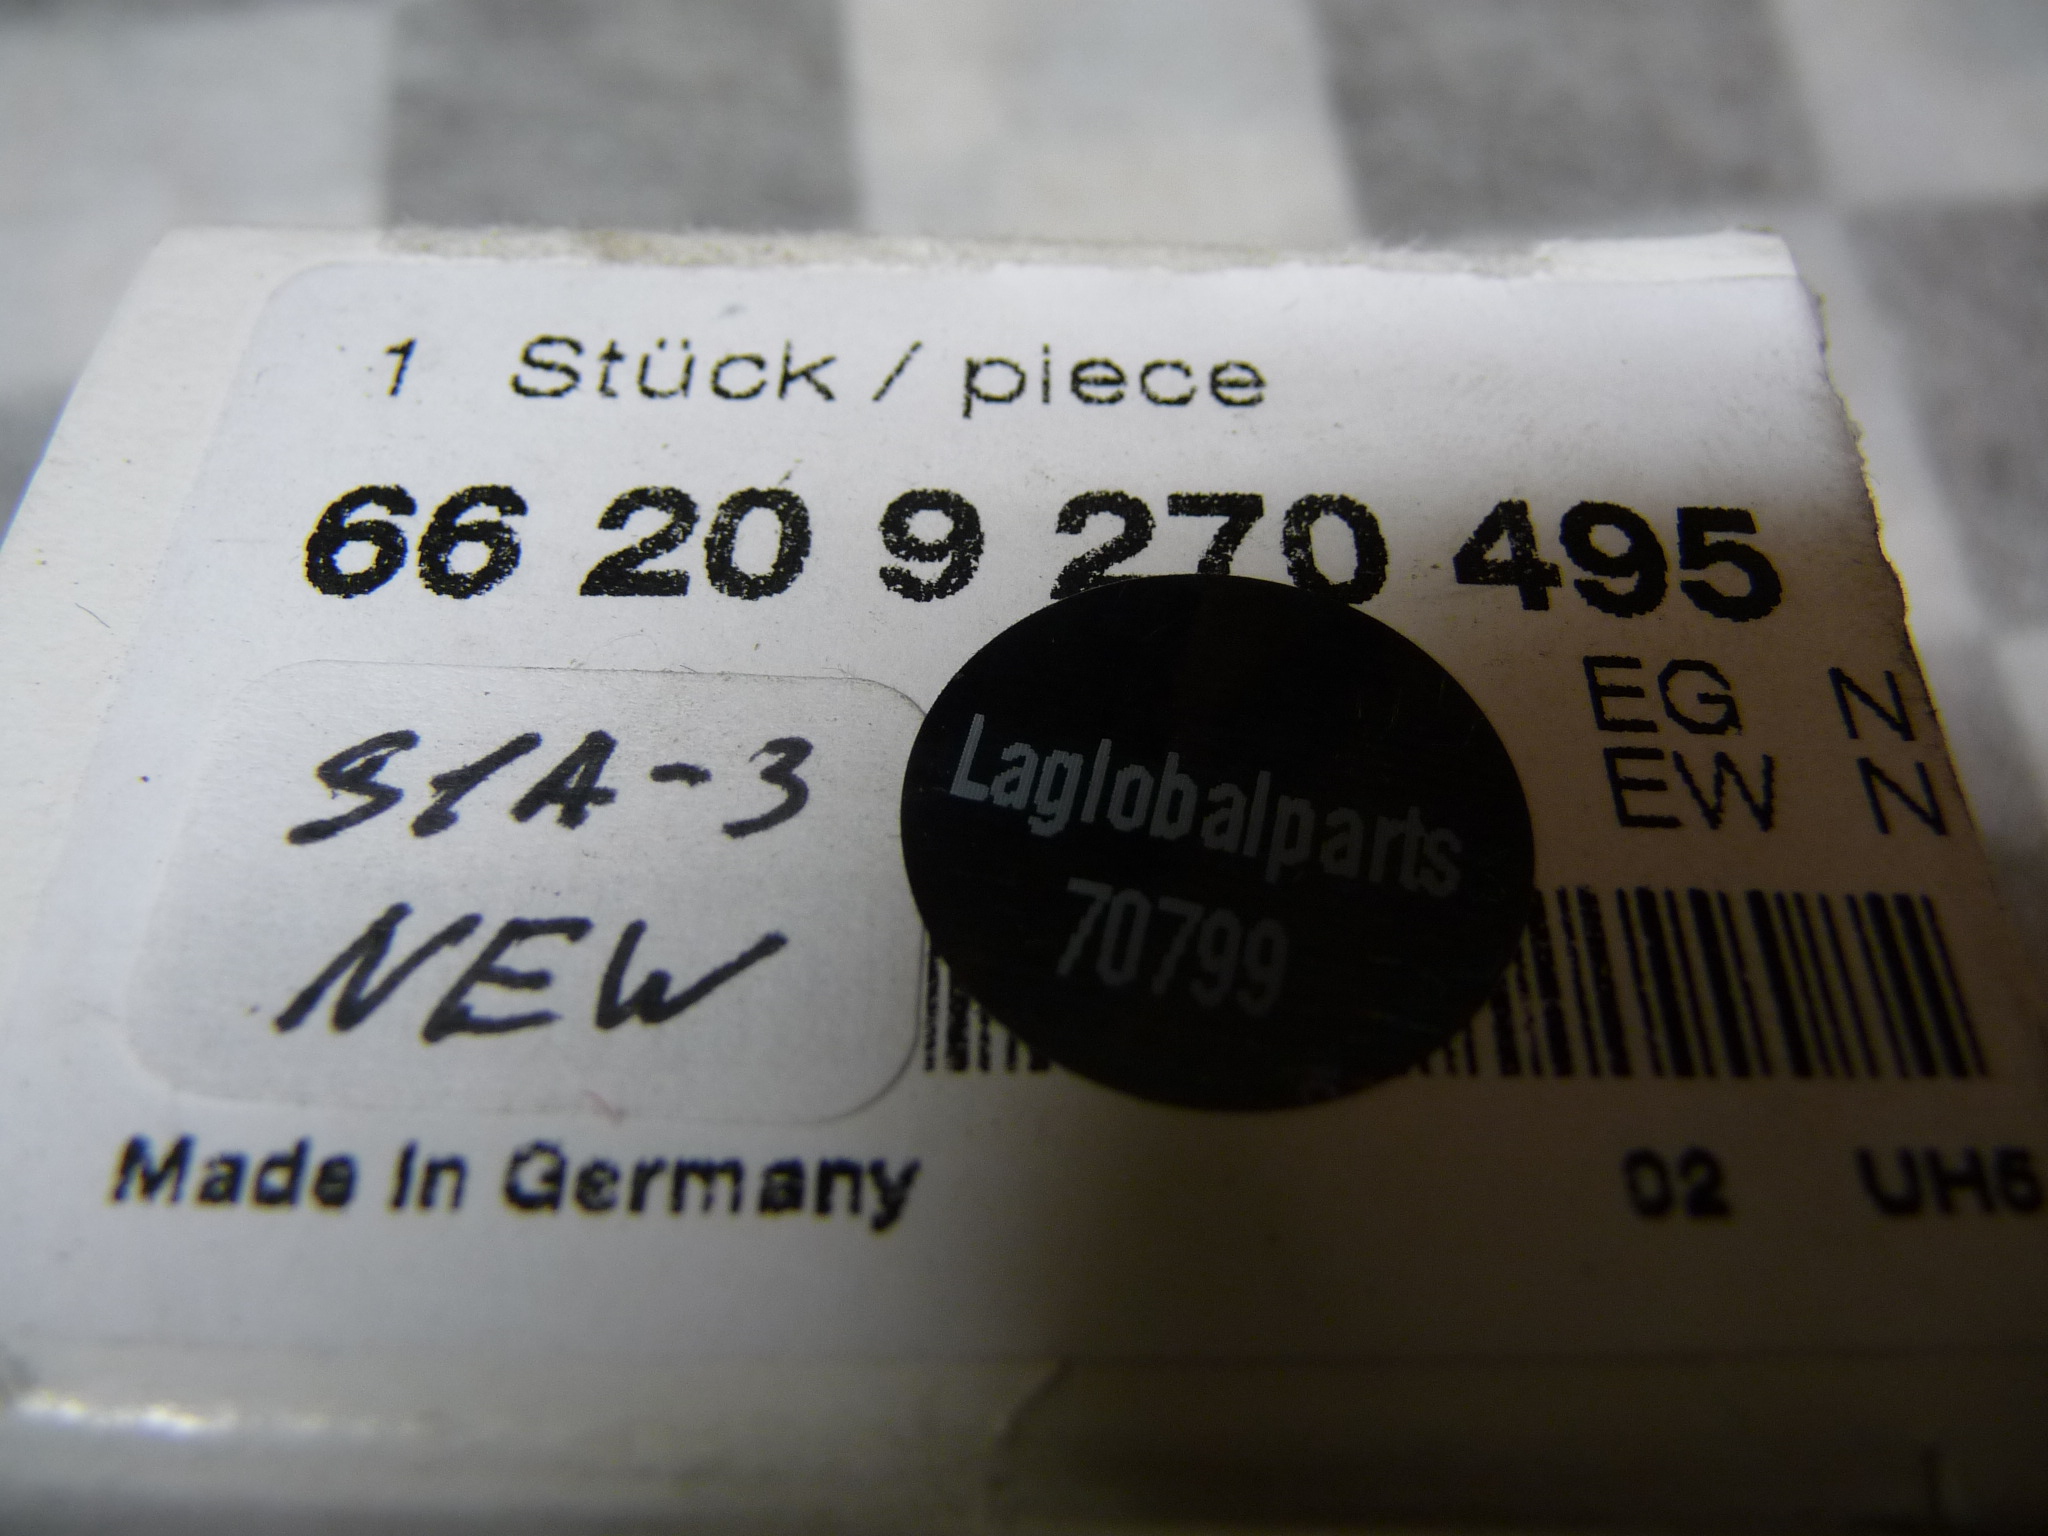 1 Stück / piece
66 20 9 270 495
EG N
EW N
S1A-3
NEW
Laglobalparts
70799
Made in Germany
02 UH5